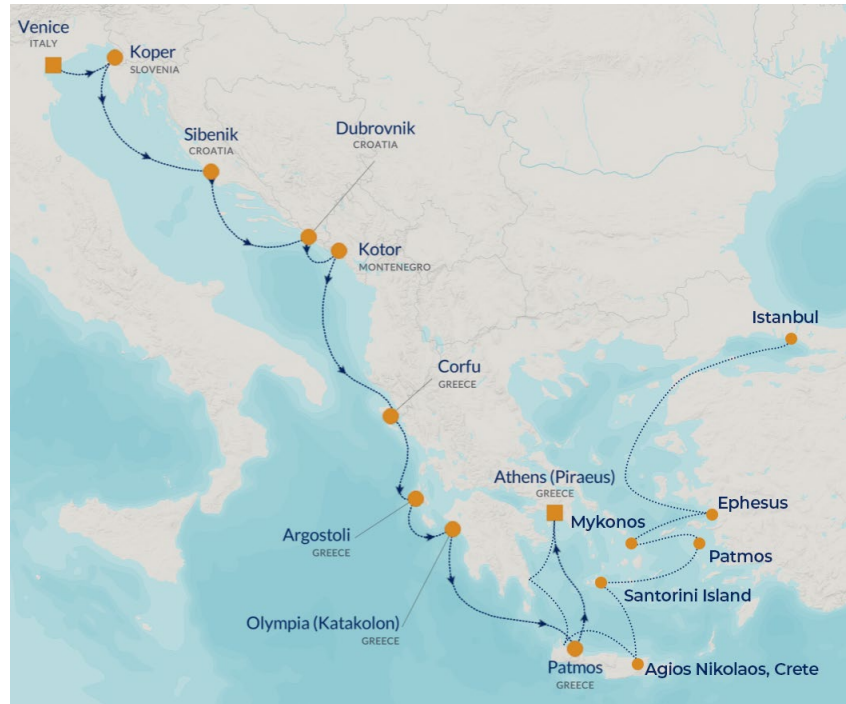 Venice
ITALY
Koper
SLOVENIA
Sibenik
CROATIA
Dubrovnik
CROATIA
Kotor
MONTENEGRO
Istanbul
Corfu
GREECE
Athens (Piraeus)
GREECE
Ephesus
Mykonos
Argostoli
GREECE
Patmos
Santorini Island
Olympia (Katakolon)
GREECE
Patmos
GREECE
Agios Nikolaos, Crete